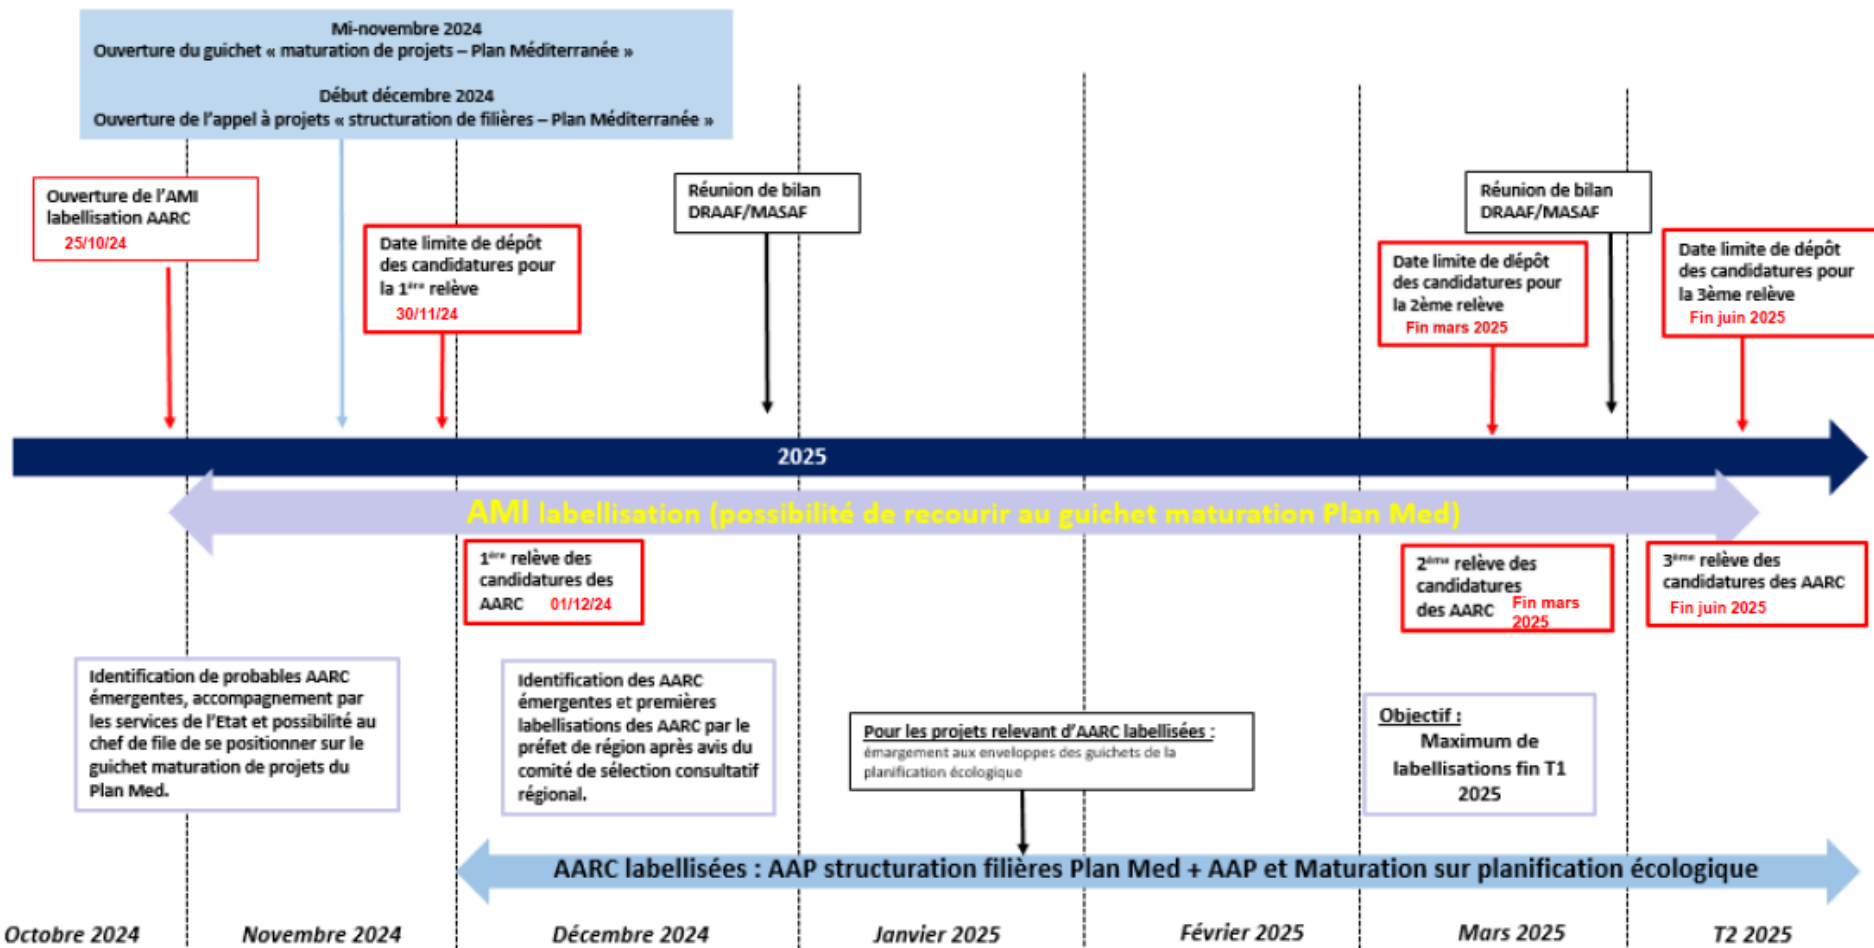 Mi-novembre 2024
Ouverture du guichet « maturation de projets – Plan Méditerranée »
Début décembre 2024
Ouverture de l'appel à projets « structuration de filières – Plan Méditerranée »
Ouverture de l'AMI
labellisation AARC
25/10/24
Date limite de dépôt
des candidatures pour
la 1ère relève
30/11/24
Réunion de bilan
DRAAF/MASAF
Date limite de dépôt
des candidatures pour
la 2ème relève
Fin mars 2025
Réunion de bilan
DRAAF/MASAF
Date limite de dépôt
des candidatures pour
la 3ème relève
Fin juin 2025
2025
AMI labellisation (possibilité de recourir au guichet maturation Plan Med)
1ère relève des
candidatures des
AARC 01/12/24
2ème relève des
candidatures
des AARC Fin mars
2025
3ème relève des
candidatures des AARC
Fin juin 2025
Identification de probables AARC
émergentes, accompagnement par
les services de l'Etat et possibilité au
chef de file de se positionner sur le
guichet maturation de projets du
Plan Med.
Identification des AARC
émergentes et premières
labellisations des AARC par le
préfet de région après avis du
comité de sélection consultatif
régional.
Pour les projets relevant d'AARC labellisées :
émargement aux enveloppes des guichets de la
planification écologique
Objectif :
Maximum de
labellisations fin T1
2025
AARC labellisées : AAP structuration filières Plan Med + AAP et Maturation sur planification écologique
Octobre 2024
Novembre 2024
Décembre 2024
Janvier 2025
Février 2025
Mars 2025
T2 2025